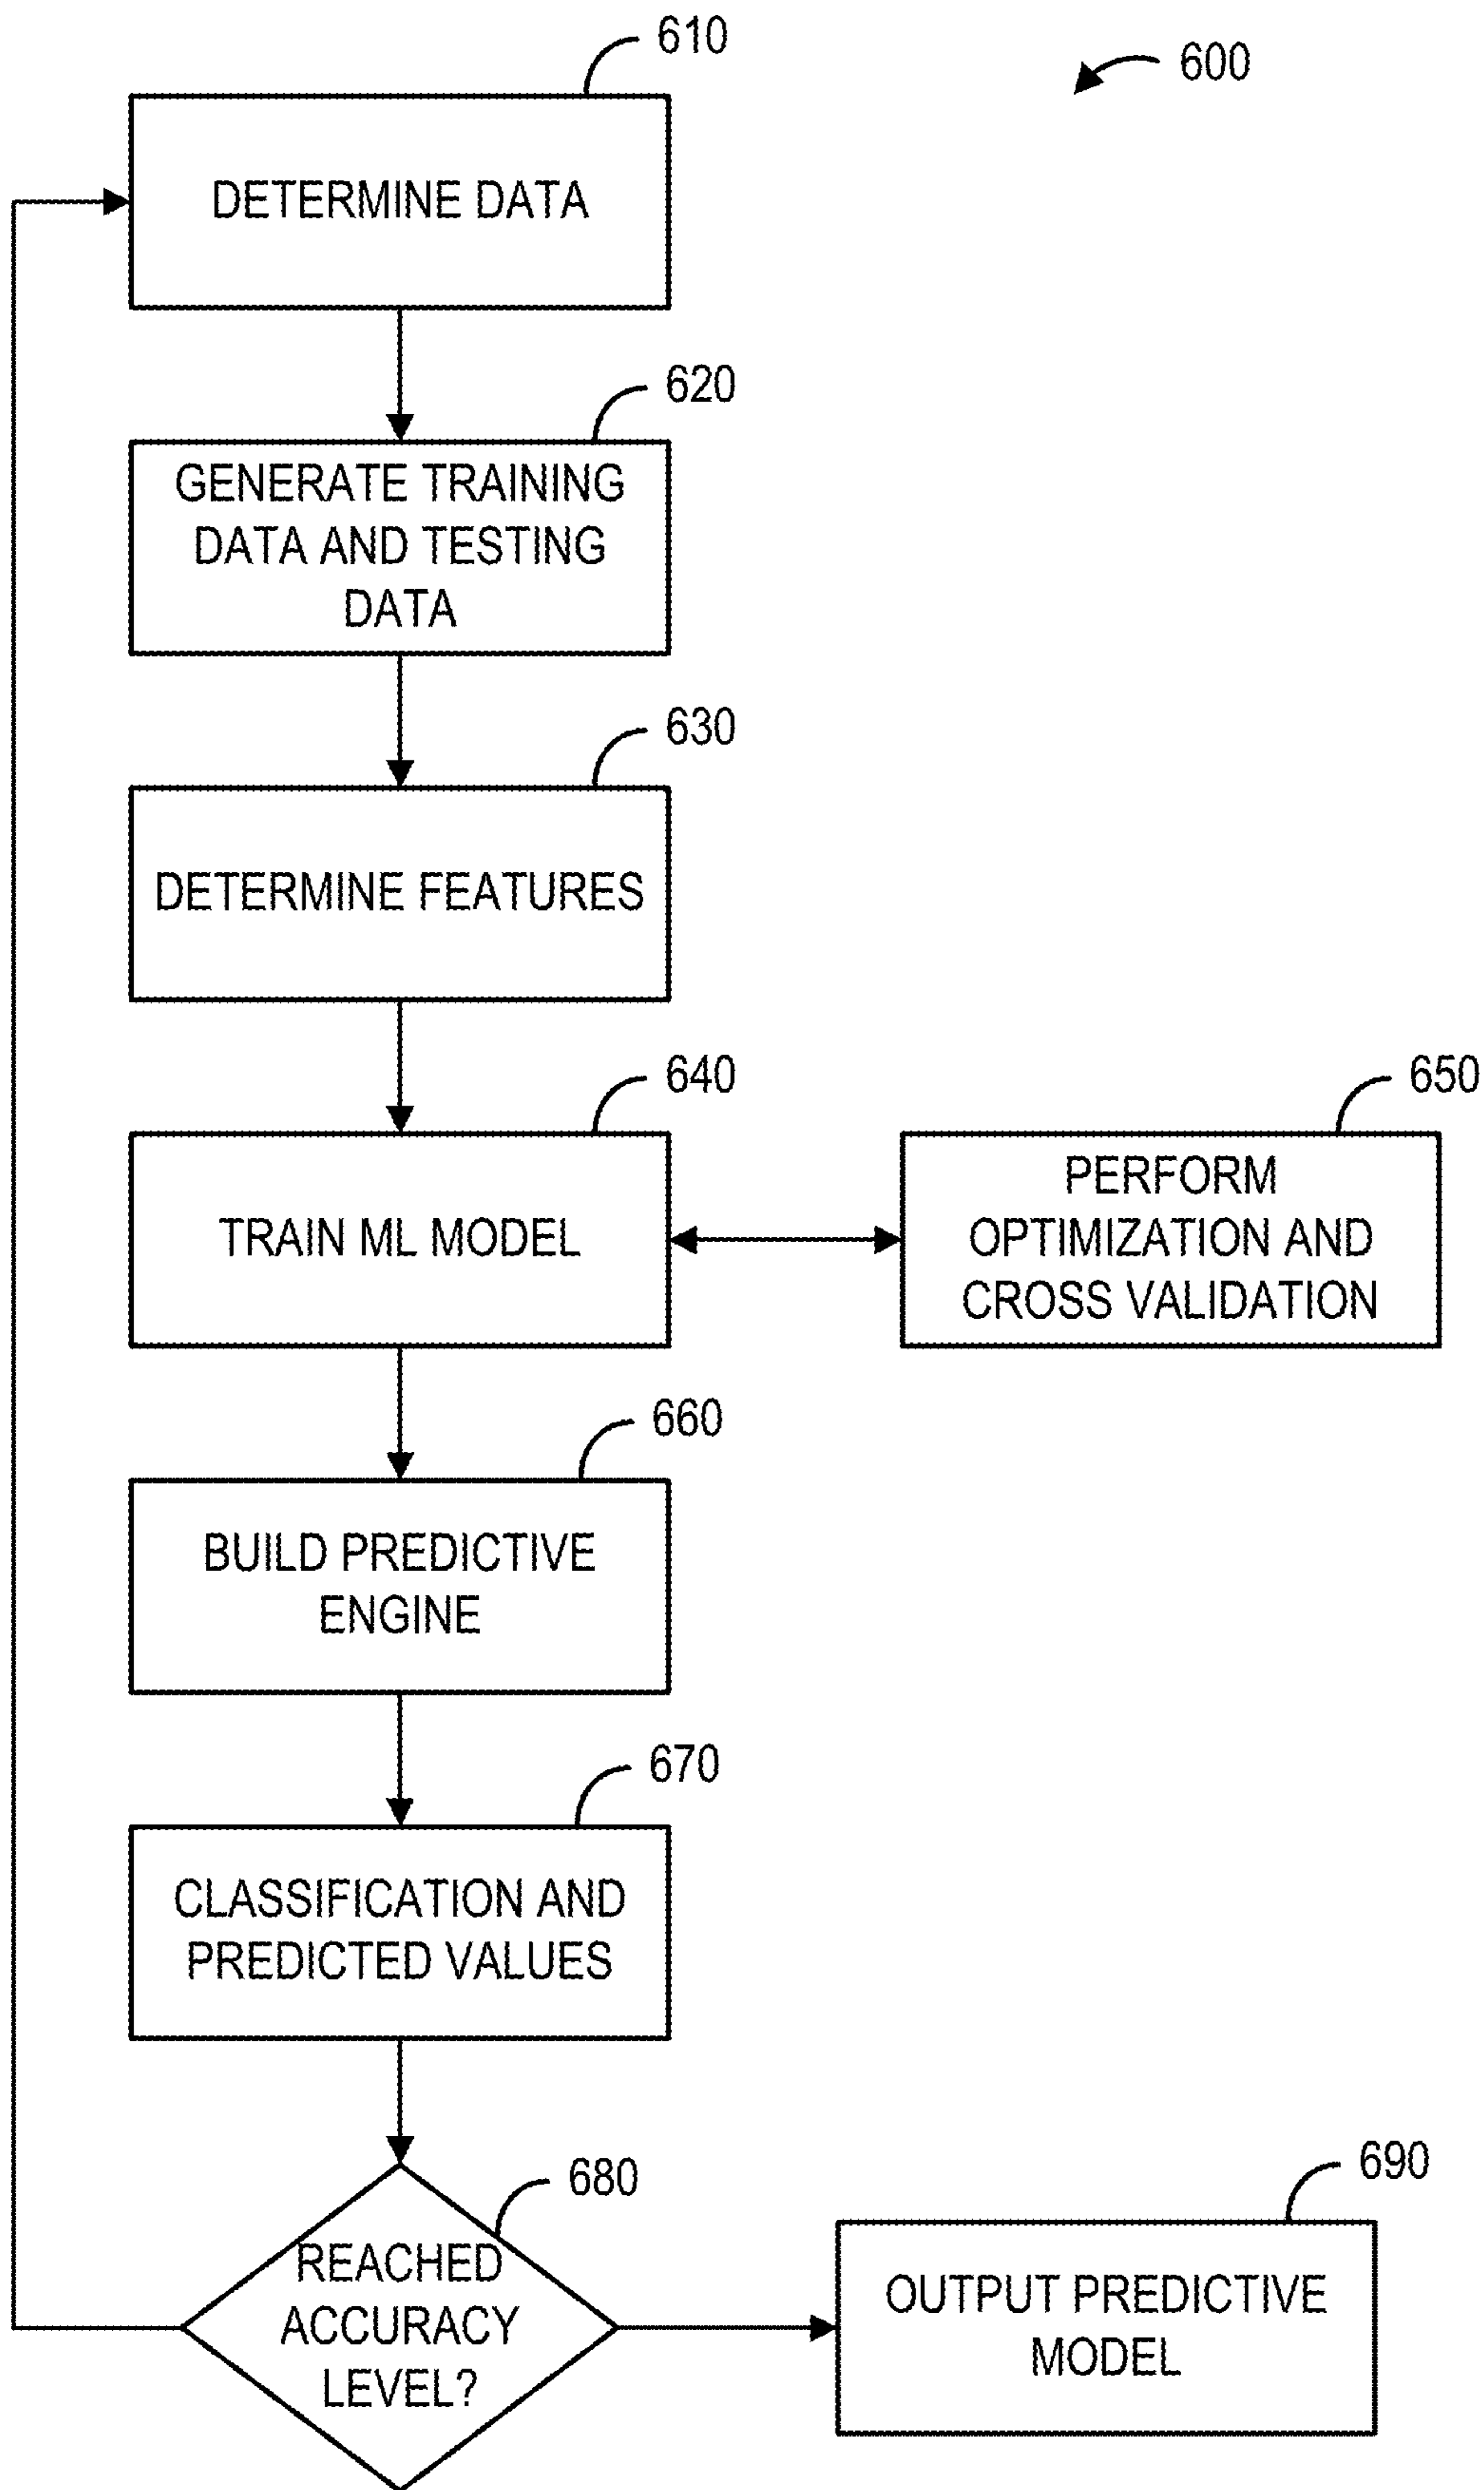 610
600
DETERMINE DATA
620
GENERATE TRAINING
DATA AND TESTING
DATA
630
DETERMINE FEATURES
640
650
TRAIN ML MODEL
PERFORM
OPTIMIZATION AND
CROSS VALIDATION
660
BUILD PREDICTIVE
ENGINE
670
CLASSIFICATION AND
PREDICTED VALUES
680
REACHED
ACCURACY
LEVEL?
690
OUTPUT PREDICTIVE
MODEL